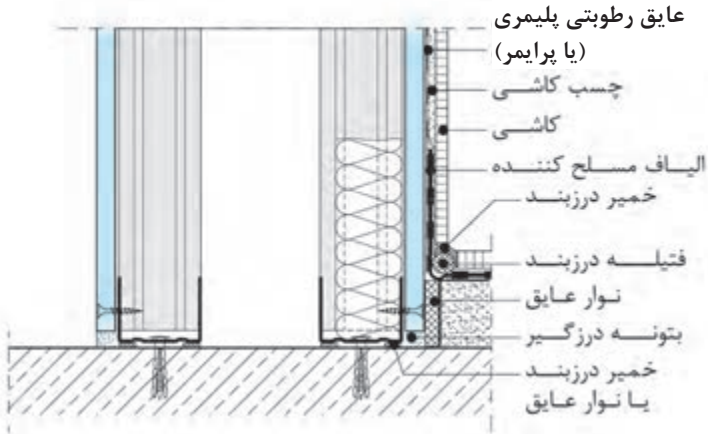 عایق رطوبتی پلیمری
(یا پرایمر)
چسب کاشی
کاشی
الیاف مسلح کننده
خمیر درزبند
فتیله درزبند
نوار عایق
بتونه درزگیر
خمیر درزبند
یا نوار عایق